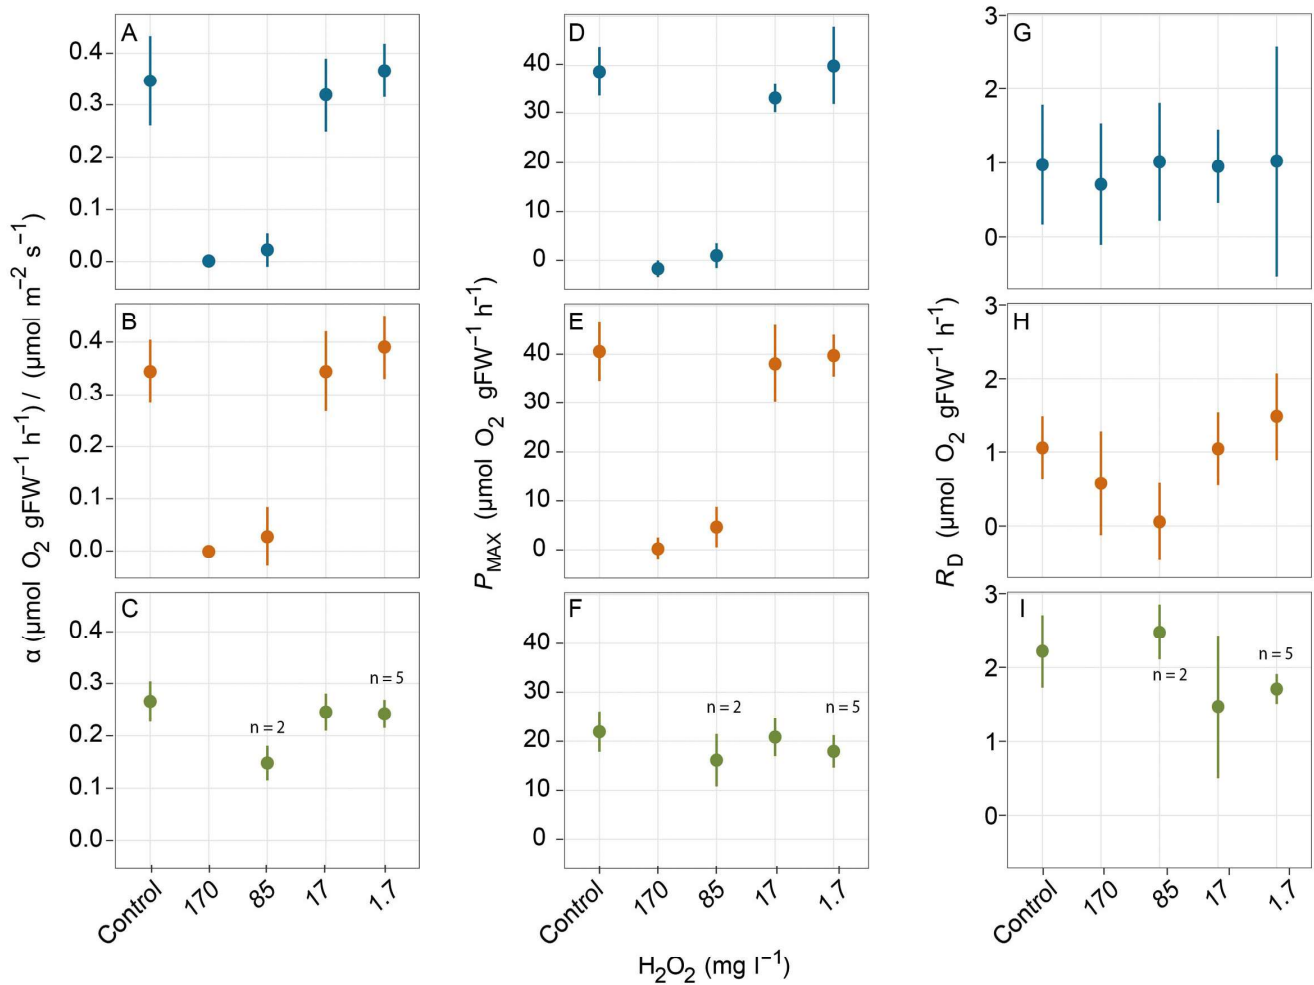 A
0.4
0.3
0.2
0.1
0.0
B
0.4
0.3
0.2
0.1
0.0
C
0.4
0.3
0.2
0.1
0.0
n = 2
n = 5
α (µmol O₂ gFW⁻¹ h⁻¹) / (µmol m⁻² s⁻¹)
Control
170
85
17
1.7
D
40
30
20
10
0
E
40
30
20
10
0
F
40
30
20
10
0
n = 2
n = 5
P_MAX (µmol O₂ gFW⁻¹ h⁻¹)
Control
170
85
17
1.7
H₂O₂ (mg l⁻¹)
G
3
2
1
0
H
3
2
1
0
I
3
2
1
0
n = 2
n = 5
R_D (µmol O₂ gFW⁻¹ h⁻¹)
Control
170
85
17
1.7